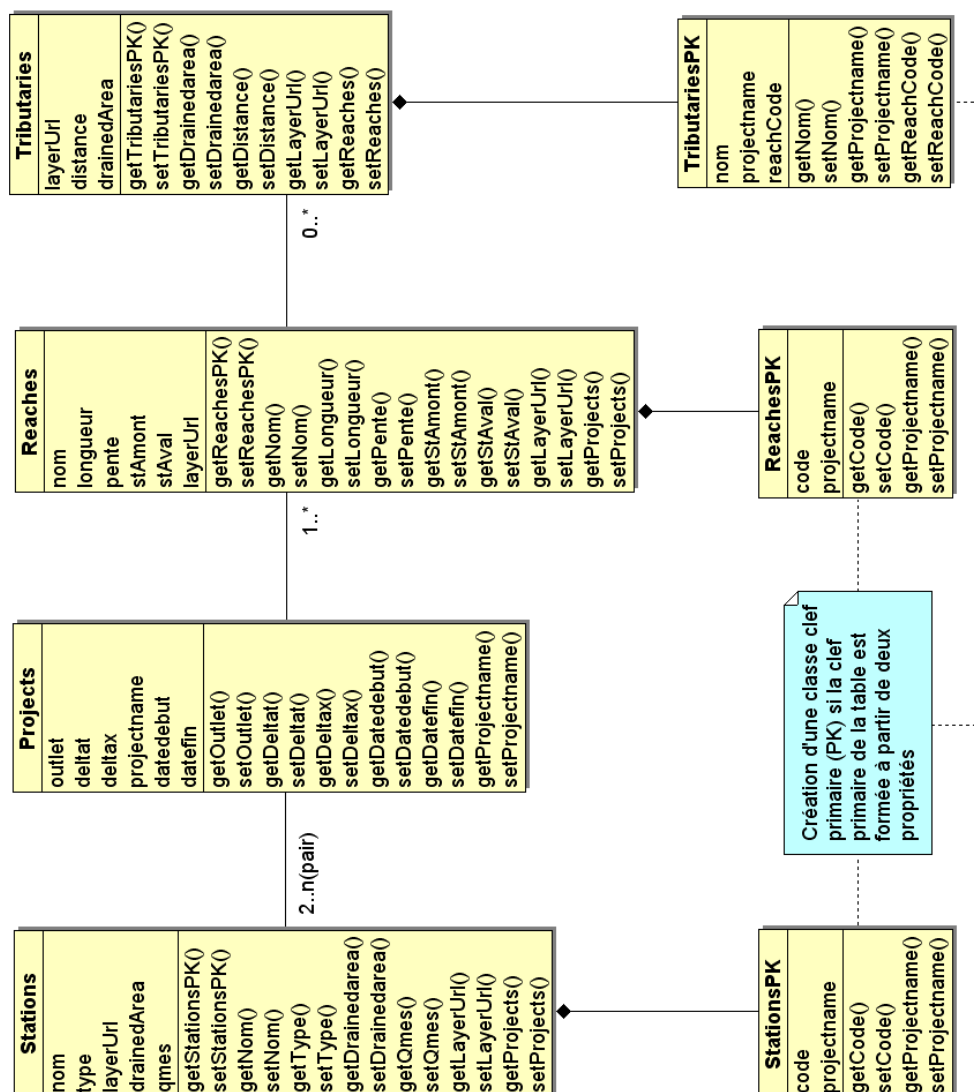 Stations
nom
type
layerUrl
drainedArea
qmes
getStationsPK()
setStationsPK()
getNom()
setNom()
getType()
setType()
getDrainedarea()
setDrainedarea()
getQmes()
setQmes()
getLayerUrl()
setLayerUrl()
getProjects()
setProjects()
2..n(pair)
Projects
outlet
deltat
deltax
projectname
datedebut
datefin
getOutlet()
setOutlet()
getDeltat()
setDeltat()
getDeltax()
setDeltax()
getDatedebut()
setDatedebut()
getDatefin()
setDatefin()
getProjectname()
setProjectname()
1..*
Reaches
nom
longueur
pente
stAmont
stAval
layerUrl
getReachesPK()
setReachesPK()
getNom()
setNom()
getLongueur()
setLongueur()
getPente()
setPente()
getStAmont()
setStAmont()
getStAval()
setStAval()
getLayerUrl()
setLayerUrl()
getProjects()
setProjects()
0..*
Tributaries
layerUrl
distance
drainedArea
getTributariesPK()
setTributariesPK()
getDrainedarea()
setDrainedarea()
getDistance()
setDistance()
getLayerUrl()
setLayerUrl()
getReaches()
setReaches()
StationsPK
code
projectname
getCode()
setCode()
getProjectname()
setProjectname()
Création d'une classe clef
primaire (PK) si la clef
primaire de la table est
formée à partir de deux
propriétés
ReachesPK
code
projectname
getCode()
setCode()
getProjectname()
setProjectname()
TributariesPK
nom
projectname
reachCode
getNom()
setNom()
getProjectname()
setProjectname()
getReachCode()
setReachCode()